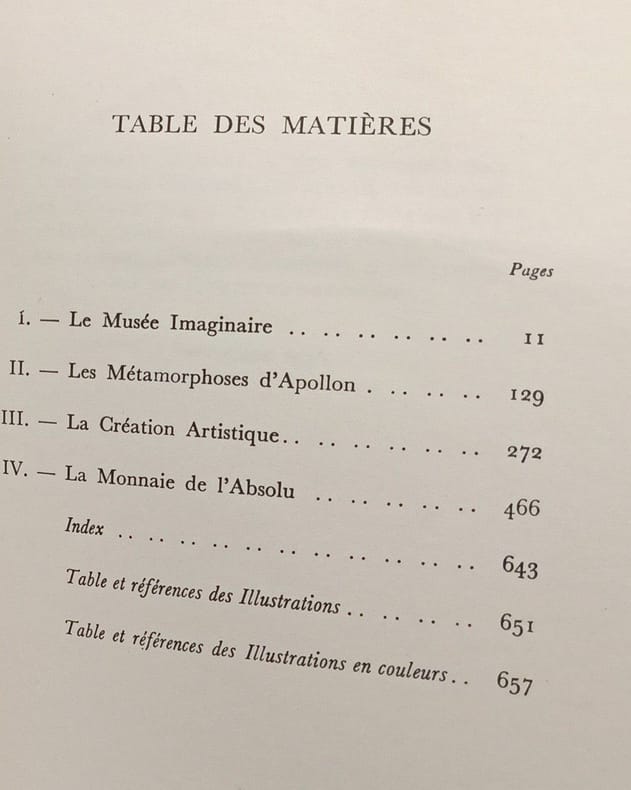 TABLE DES MATIÈRES
Pages
I. — Le Musée Imaginaire .. .. .. .. .. .. 11
II. — Les Métamorphoses d'Apollon . .. .. .. 129
III. — La Création Artistique.. .. .. .. .. .. 272
IV. — La Monnaie de l'Absolu .. .. .. .. .. 466
Index .. .. .. .. .. .. .. .. .. .. .. 643
Table et références des Illustrations .. .. .. .. 651
Table et références des Illustrations en couleurs .. 657